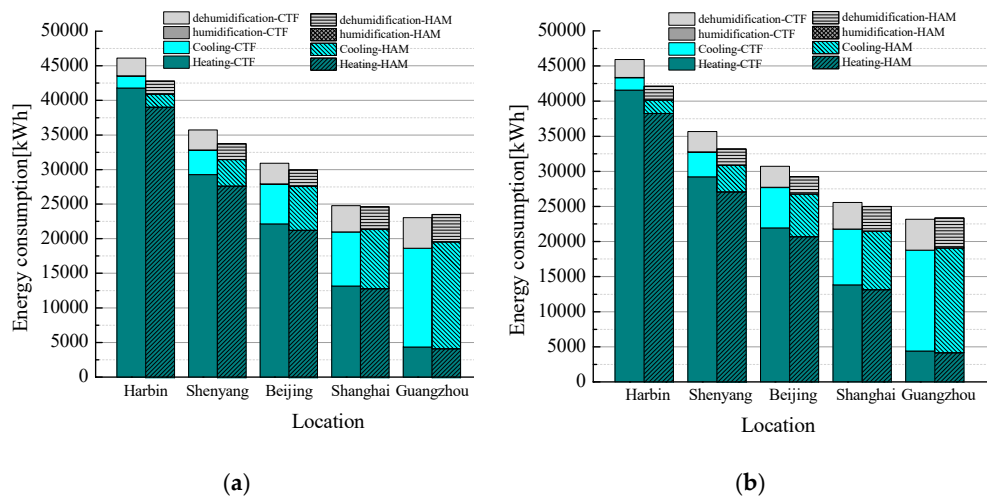 dehumidification-CTF dehumidification-HAM
humidification-CTF humidification-HAM
Cooling-CTF Cooling-HAM
Heating-CTF Heating-HAM
50000
45000
40000
35000
30000
25000
20000
15000
10000
5000
0
Energy consumption[kWh]
Harbin Shenyang Beijing Shanghai Guangzhou
Location
(a)
dehumidification-CTF dehumidification-HAM
humidification-CTF humidification-HAM
Cooling-CTF Cooling-HAM
Heating-CTF Heating-HAM
50000
45000
40000
35000
30000
25000
20000
15000
10000
5000
0
Energy consumption[kWh]
Harbin Shenyang Beijing Shanghai Guangzhou
Location
(b)